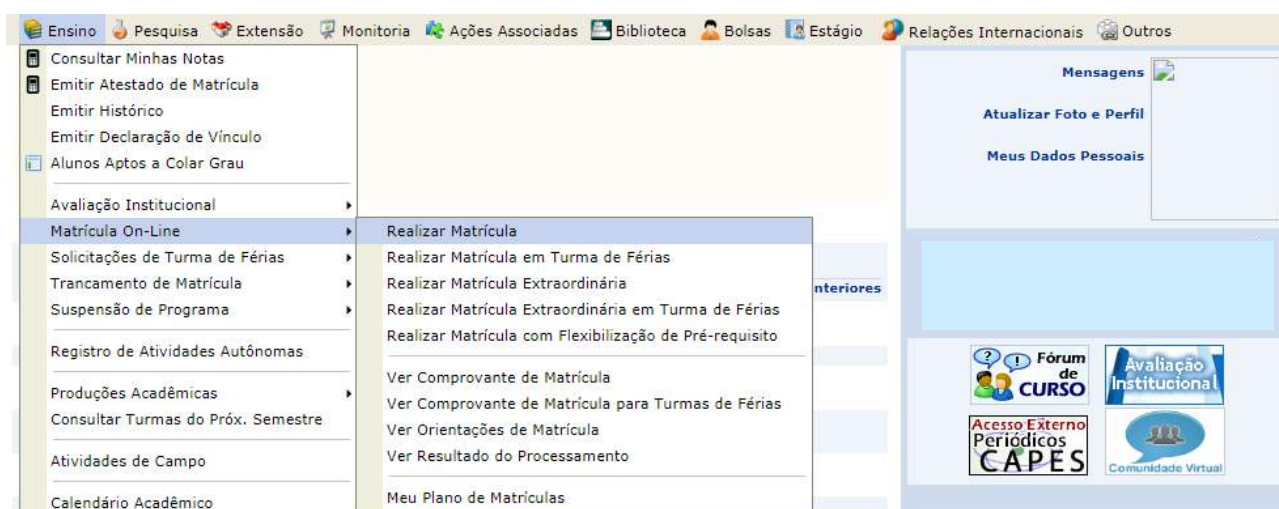 Ensino Pesquisa Extensão Monitoria Ações Associadas Biblioteca Bolsas Estágio Relações Internacionais Outros
Consultar Minhas Notas
Emitir Atestado de Matrícula
Emitir Histórico
Emitir Declaração de Vínculo
Alunos Aptos a Colar Grau
Avaliação Institucional
Matrícula On-Line
Solicitações de Turma de Férias
Trancamento de Matrícula
Suspensão de Programa
Registro de Atividades Autônomas
Produções Acadêmicas
Consultar Turmas do Próx. Semestre
Atividades de Campo
Calendário Acadêmico
Realizar Matrícula
Realizar Matrícula em Turma de Férias
Realizar Matrícula Extraordinária
Realizar Matrícula Extraordinária em Turma de Férias
Realizar Matrícula com Flexibilização de Pré-requisito
Ver Comprovante de Matrícula
Ver Comprovante de Matrícula para Turmas de Férias
Ver Orientações de Matrícula
Ver Resultado do Processamento
Meu Plano de Matrículas
nteriores
Mensagens
Atualizar Foto e Perfil
Meus Dados Pessoais
Fórum
de
CURSO
Avaliação
Institucional
Acesso Externo
Periódicos
CAPES
Comunidade Virtual